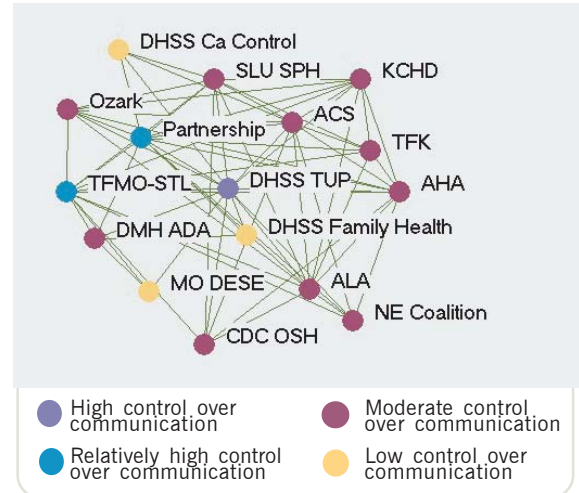 DHSS Ca Control
SLU SPH
KCHD
Ozark
ACS
Partnership
TFK
TFMO-STL
DHSS TUP
AHA
DMH ADA
DHSS Family Health
MO DESE
ALA
NE Coalition
CDC OSH
High control over
communication
Moderate control
over communication
Relatively high control
over communication
Low control over
communication